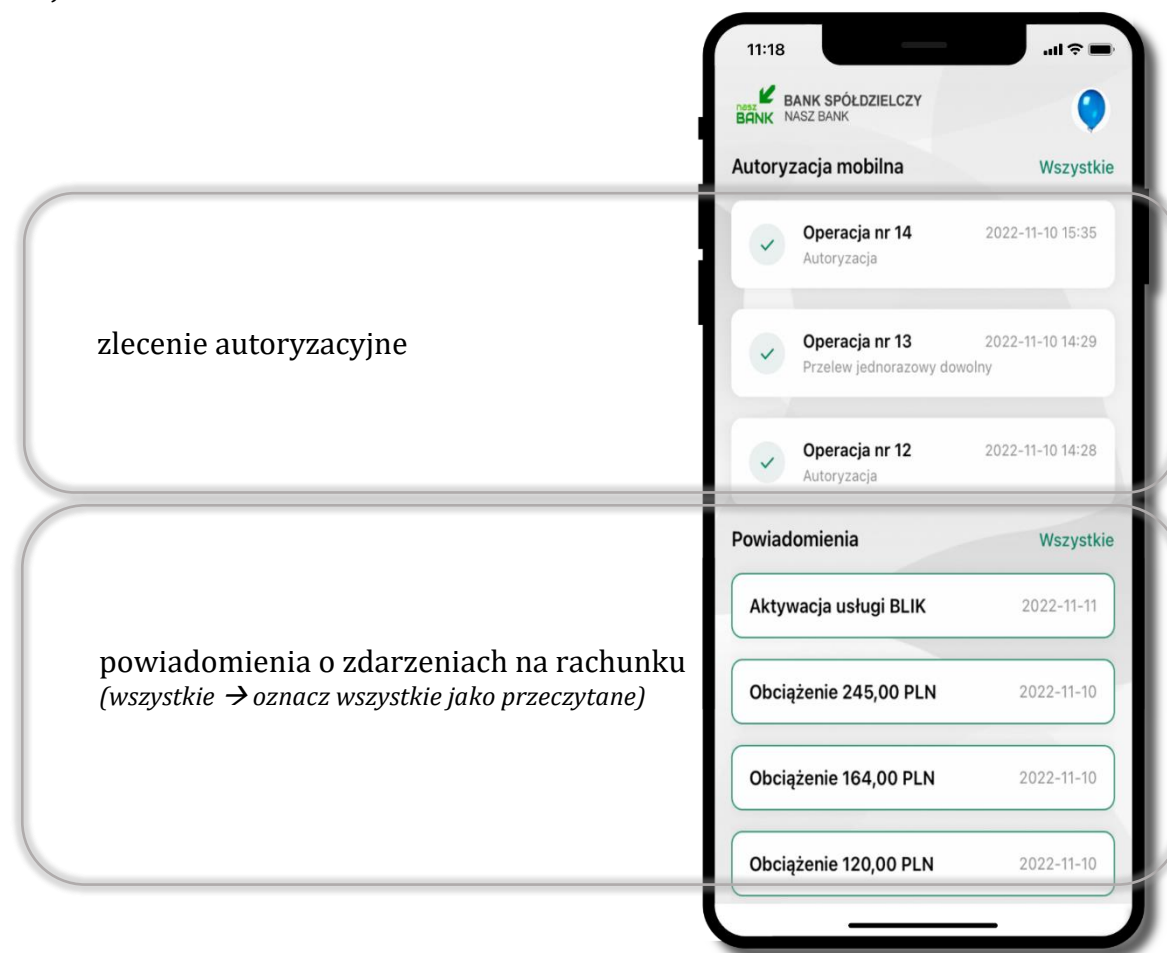 11:18
nasz BANK
BANK SPÓŁDZIELCZY
NASZ BANK
Autoryzacja mobilna Wszystkie
Operacja nr 14 2022-11-10 15:35
Autoryzacja
zlecenie autoryzacyjne
Operacja nr 13 2022-11-10 14:29
Przelew jednorazowy dowolny
Operacja nr 12 2022-11-10 14:28
Autoryzacja
Powiadomienia Wszystkie
Aktywacja usługi BLIK 2022-11-11
powiadomienia o zdarzeniach na rachunku
(wszystkie → oznacz wszystkie jako przeczytane)
Obciążenie 245,00 PLN 2022-11-10
Obciążenie 164,00 PLN 2022-11-10
Obciążenie 120,00 PLN 2022-11-10